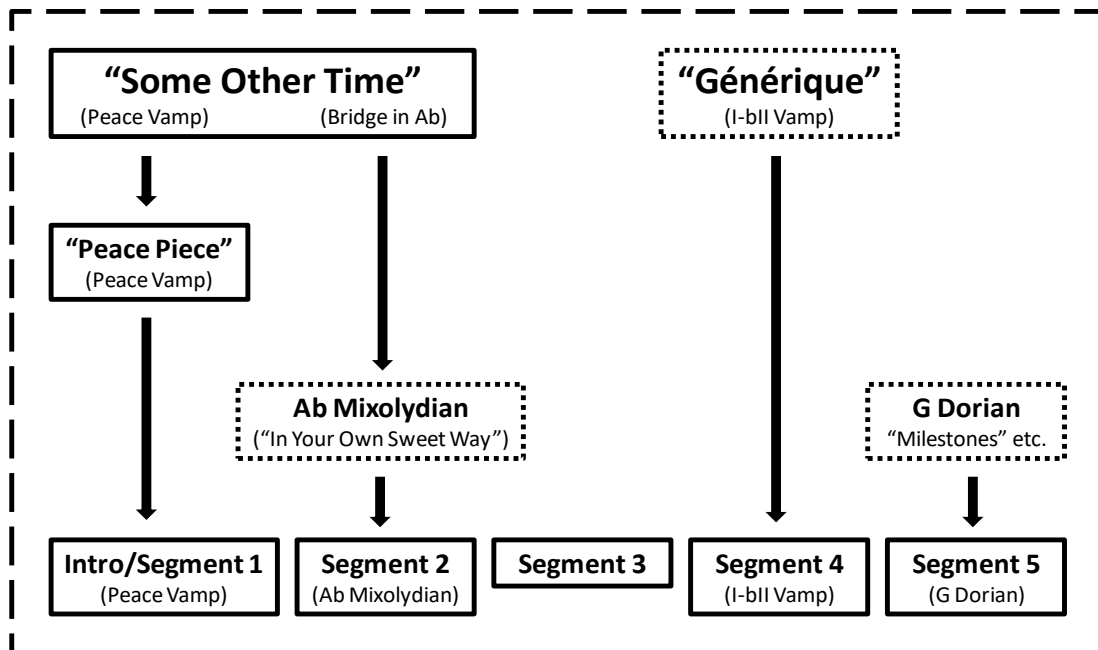 “Some Other Time”
(Peace Vamp) (Bridge in Ab)
“Générique”
(I-bII Vamp)
“Peace Piece”
(Peace Vamp)
Ab Mixolydian
(“In Your Own Sweet Way”)
G Dorian
“Milestones” etc.
Intro/Segment 1
(Peace Vamp)
Segment 2
(Ab Mixolydian)
Segment 3
Segment 4
(I-bII Vamp)
Segment 5
(G Dorian)